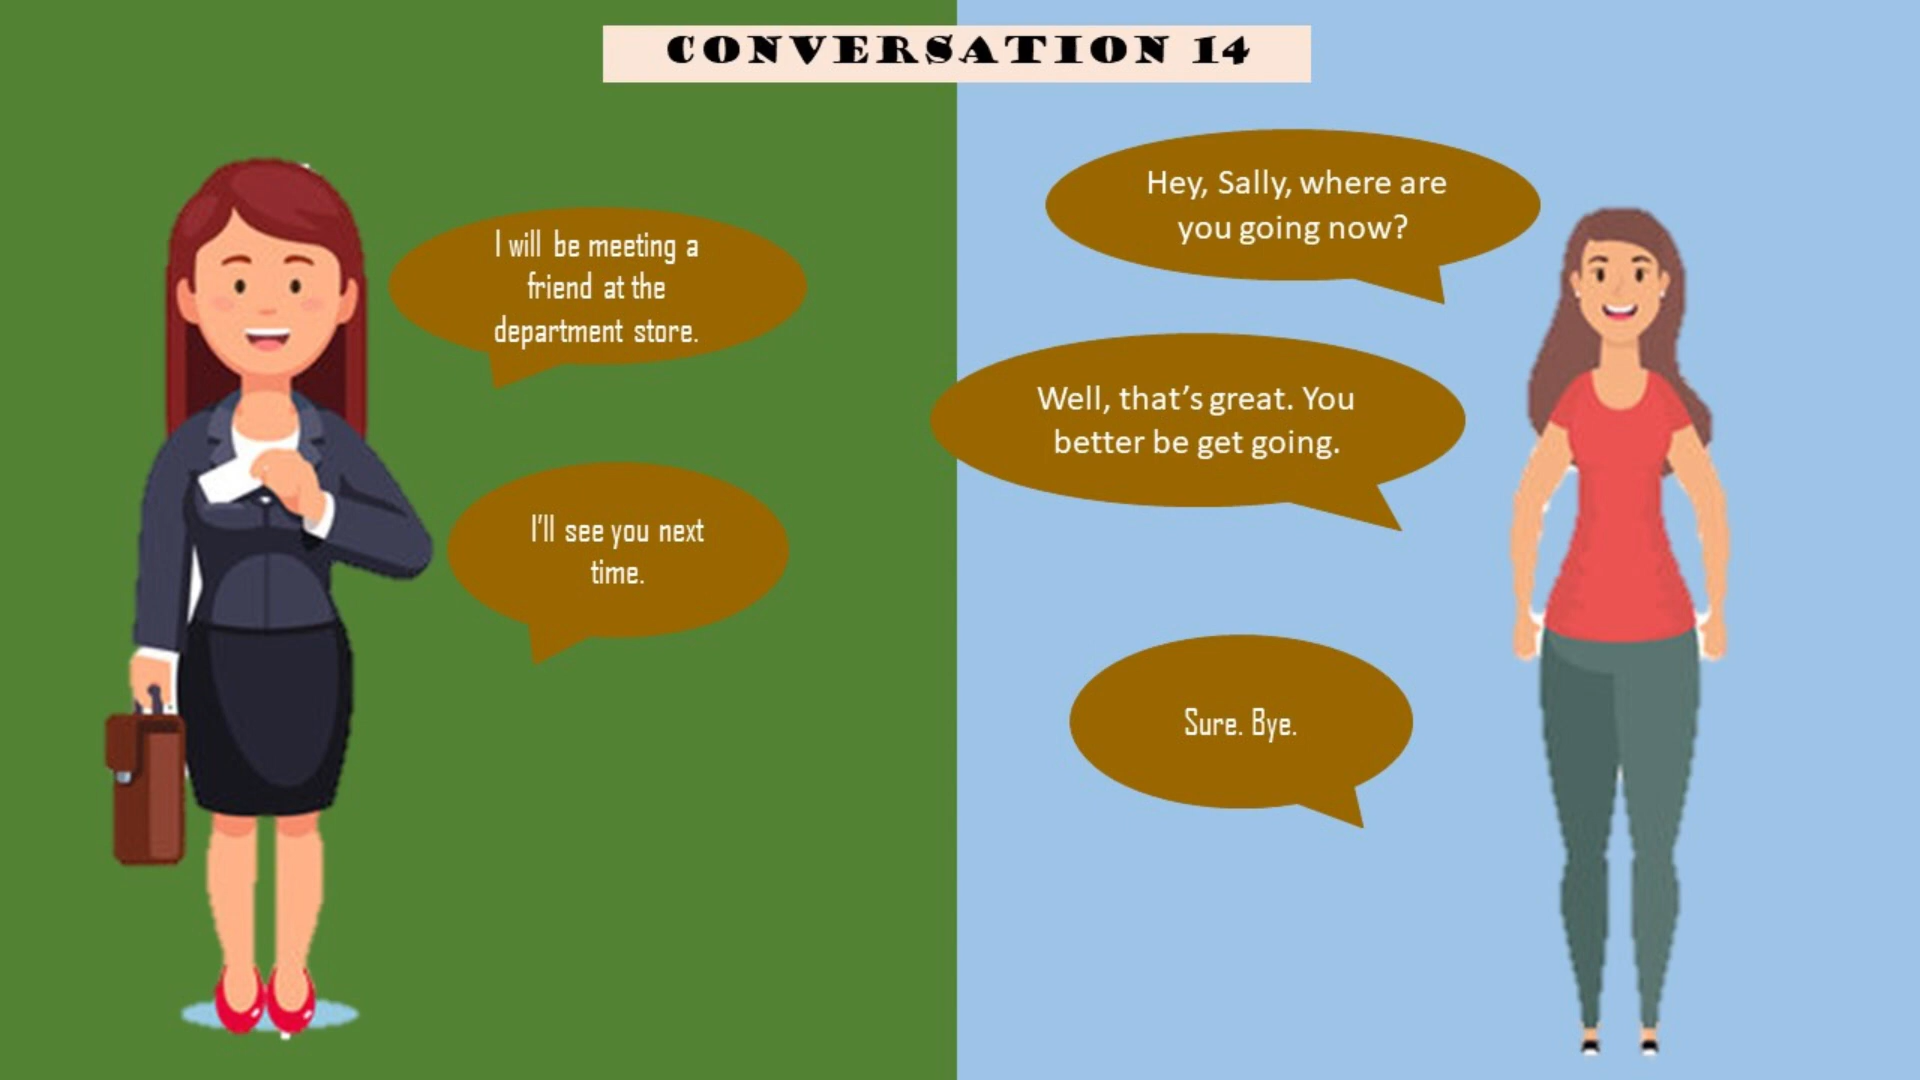 CONVERSATION 14
Hey, Sally, where are
you going now?
I will be meeting a
friend at the
department store.
Well, that's great. You
better be get going.
I'll see you next
time.
Sure. Bye.